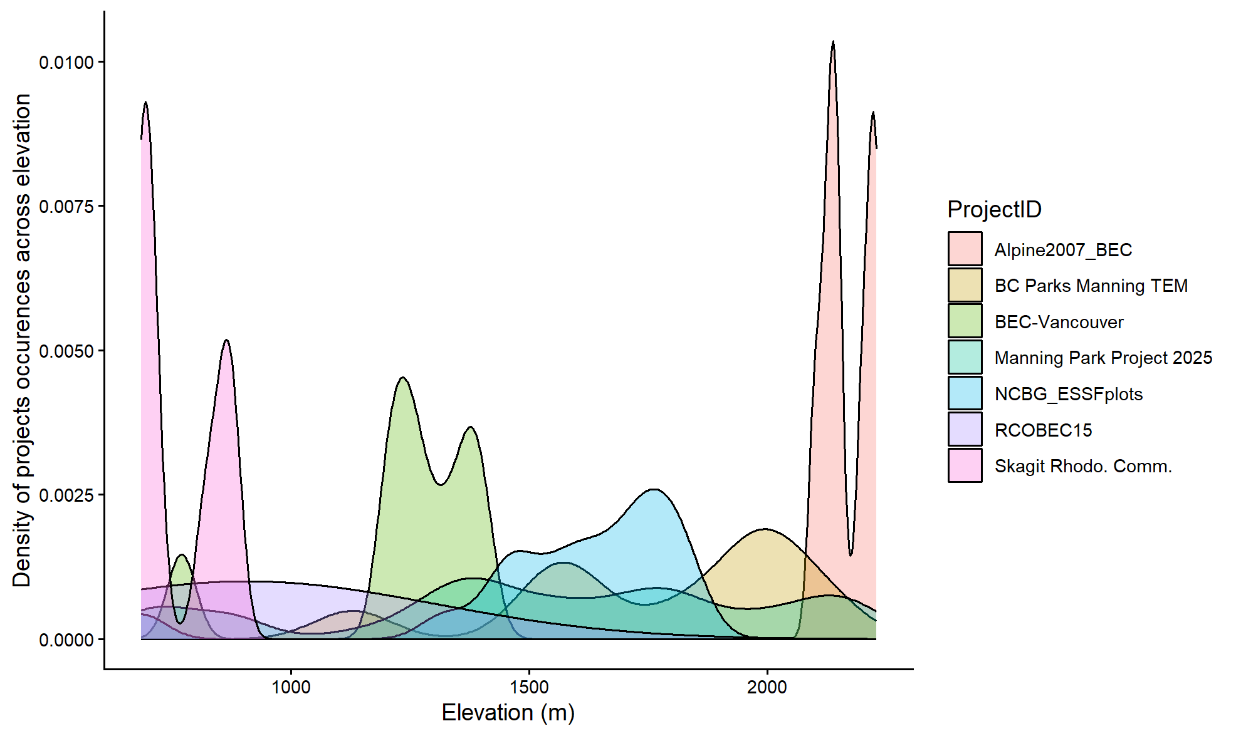 Density of projects occurences across elevation
0.0100
0.0075
0.0050
0.0025
0.0000
1000 1500 2000
Elevation (m)
ProjectID
Alpine2007_BEC
BC Parks Manning TEM
BEC-Vancouver
Manning Park Project 2025
NCBG_ESSFplots
RCOBEC15
Skagit Rhodo. Comm.